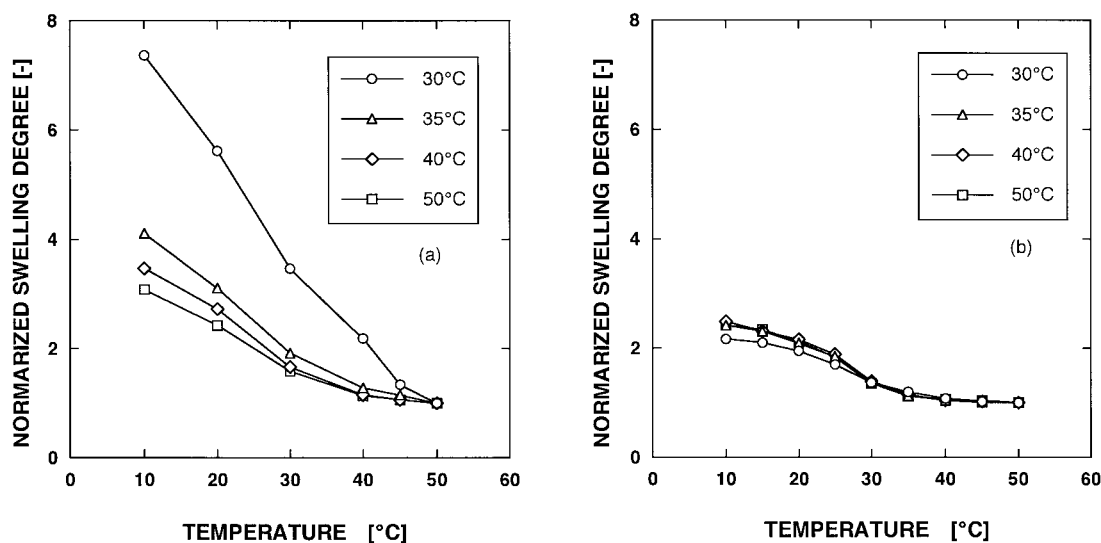 NORMARIZED SWELLING DEGREE [-]
8
6
4
2
0
0 10 20 30 40 50 60
TEMPERATURE [°C]
30°C
35°C
40°C
50°C
(a)
NORMARIZED SWELLING DEGREE [-]
8
6
4
2
0
0 10 20 30 40 50 60
TEMPERATURE [°C]
30°C
35°C
40°C
50°C
(b)